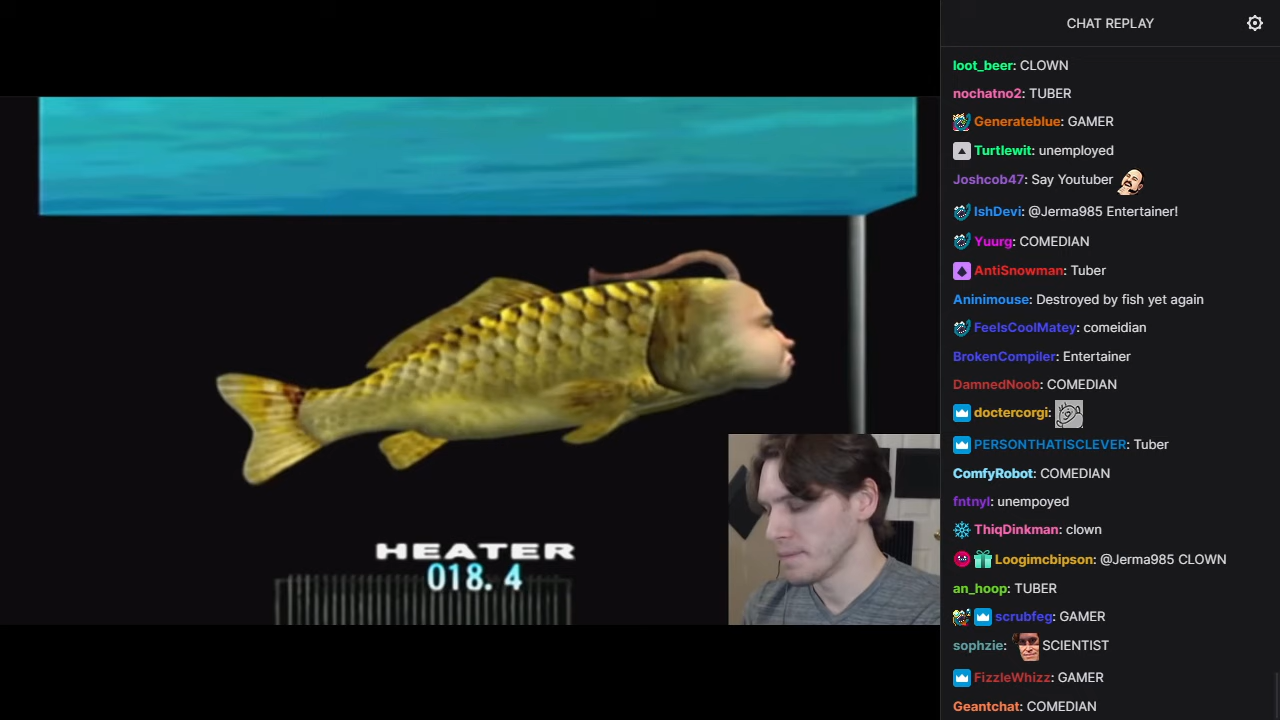 CHAT REPLAY
loot_beer: CLOWN
nochatno2: TUBER
Generateblue: GAMER
Turtlewit: unemployed
Joshcob47: Say Youtuber
IshDevi: @Jerma985 Entertainer!
Yuurg: COMEDIAN
AntiSnowman: Tuber
Aninimouse: Destroyed by fish yet again
FeelsCoolMatey: comeidian
BrokenCompiler: Entertainer
DamnedNoob: COMEDIAN
doctercorgi:
PERSONTHATISCLEVER: Tuber
ComfyRobot: COMEDIAN
fntnyl: unempoyed
ThiqDinkman: clown
Loogimcbipson: @Jerma985 CLOWN
an_hoop: TUBER
scrubfeg: GAMER
sophzie: SCIENTIST
FizzleWhizz: GAMER
Geantchat: COMEDIAN
HEATER
018. 4